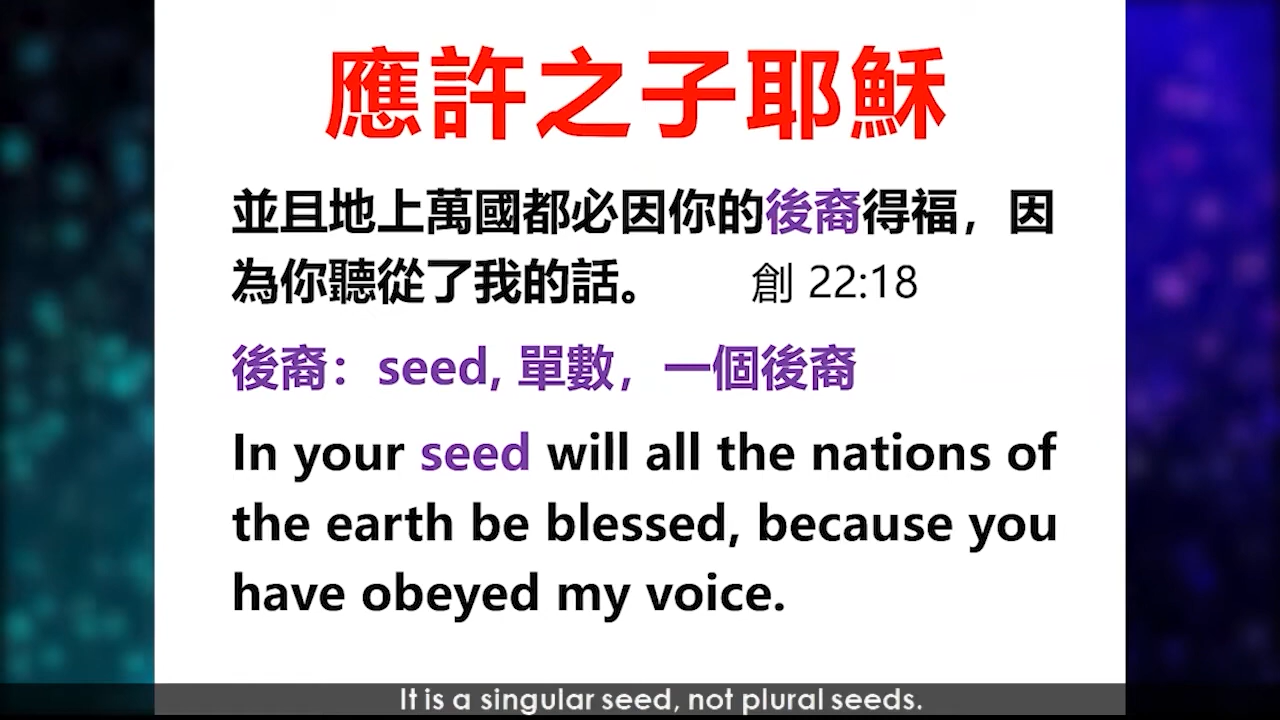 應許之子耶穌
並且地上萬國都必因你的後裔得福，因
為你聽從了我的話。 創 22:18
後裔：seed, 單數，一個後裔
In your seed will all the nations of
the earth be blessed, because you
have obeyed my voice.
It is a singular seed, not plural seeds.